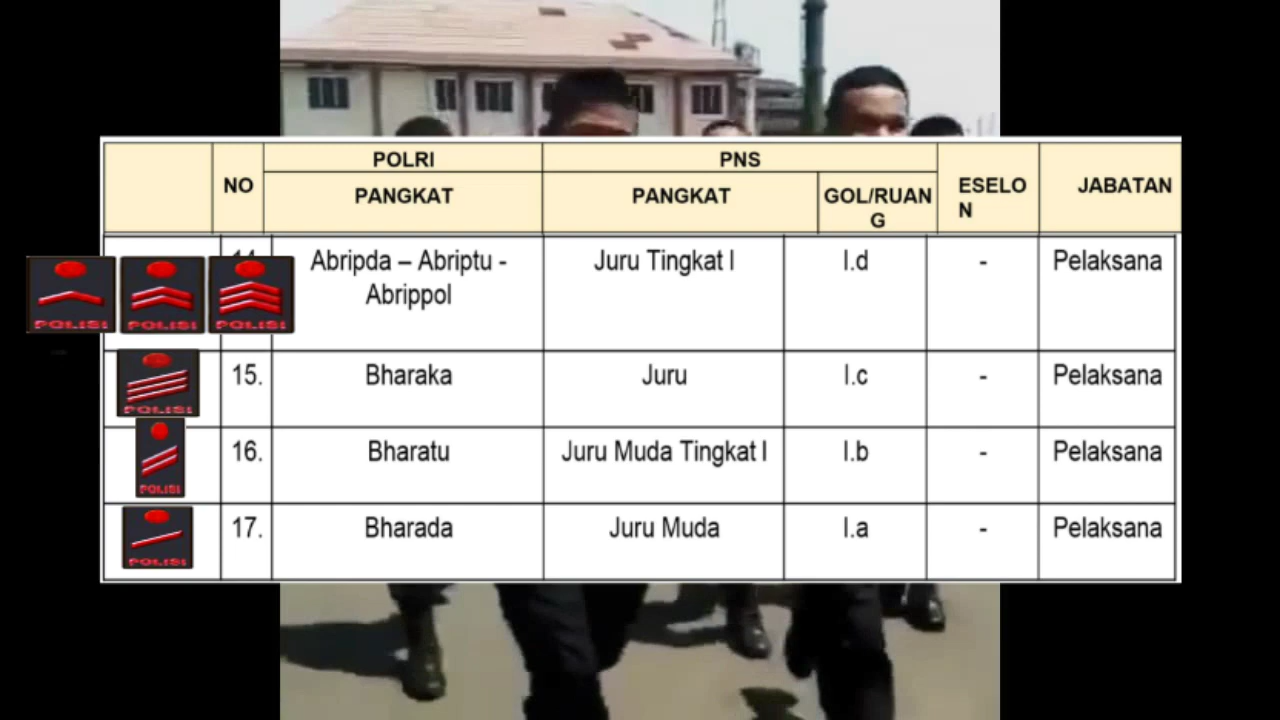 NO
POLRI
PNS
PANGKAT
PANGKAT
GOL/RUAN
G
ESELO
N
JABATAN
Abripda – Abriptu -
Abrippol
Juru Tingkat I
I.d
-
Pelaksana
POLISI POLISI POLISI
15. Bharaka Juru I.c - Pelaksana
POLISI
16. Bharatu Juru Muda Tingkat I I.b - Pelaksana
POLISI
17. Bharada Juru Muda I.a - Pelaksana
POLISI